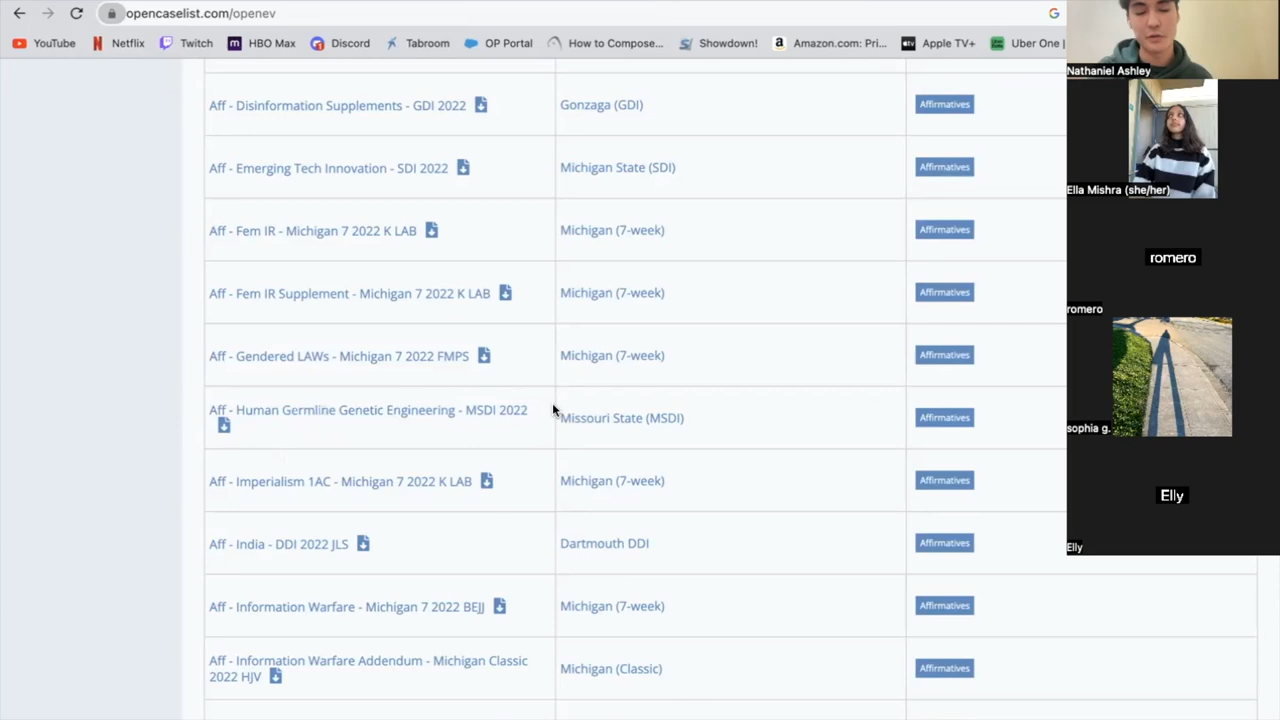 opencaselist.com/openev
YouTube
Netflix
Twitch
HBO Max
Discord
Tabroom
OP Portal
How to Compose...
Showdown!
Amazon.com: Pri...
Apple TV+
Uber One |
Aff - Disinformation Supplements - GDI 2022
Gonzaga (GDI)
Affirmatives
Aff - Emerging Tech Innovation - SDI 2022
Michigan State (SDI)
Affirmatives
Aff - Fem IR - Michigan 7 2022 K LAB
Michigan (7-week)
Affirmatives
Aff - Fem IR Supplement - Michigan 7 2022 K LAB
Michigan (7-week)
Affirmatives
Aff - Gendered LAWs - Michigan 7 2022 FMPS
Michigan (7-week)
Affirmatives
Aff - Human Germline Genetic Engineering - MSDI 2022
Missouri State (MSDI)
Affirmatives
Aff - Imperialism 1AC - Michigan 7 2022 K LAB
Michigan (7-week)
Affirmatives
Aff - India - DDI 2022 JLS
Dartmouth DDI
Affirmatives
Aff - Information Warfare - Michigan 7 2022 BEJJ
Michigan (7-week)
Affirmatives
Aff - Information Warfare Addendum - Michigan Classic
2022 HJV
Michigan (Classic)
Affirmatives
Nathaniel Ashley
Ella Mishra (she/her)
romero
romero
sophia g.
Elly
Elly